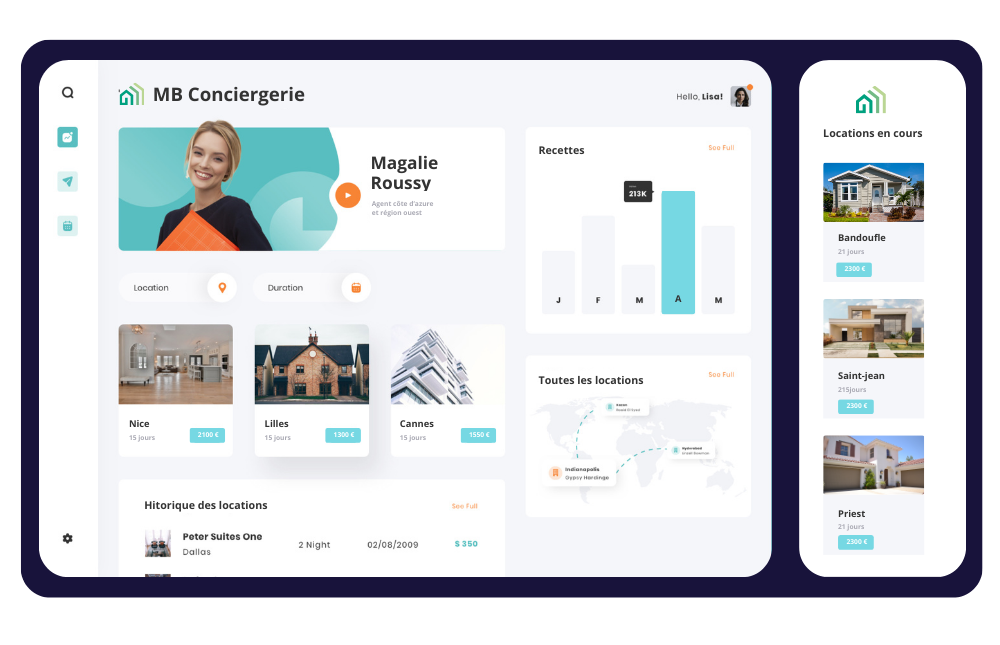 MB Conciergerie
Hello, Lisa!
Magalie
Roussy
Agent côte d'azure
et région ouest
Location
Duration
Nice
15 jours
2100 €
Lilles
15 jours
1300 €
Cannes
15 jours
1550 €
Hitorique des locations
See Full
Peter Suites One
Dallas
2 Night
02/08/2009
$ 350
Recettes
See Full
213K
J
F
M
A
M
Toutes les locations
See Full
Hyderabad
Indianapolis
Gypsy Hardinge
Locations en cours
Bandoufle
21 jours
2300 €
Saint-jean
215jours
2300 €
Priest
21 jours
2300 €